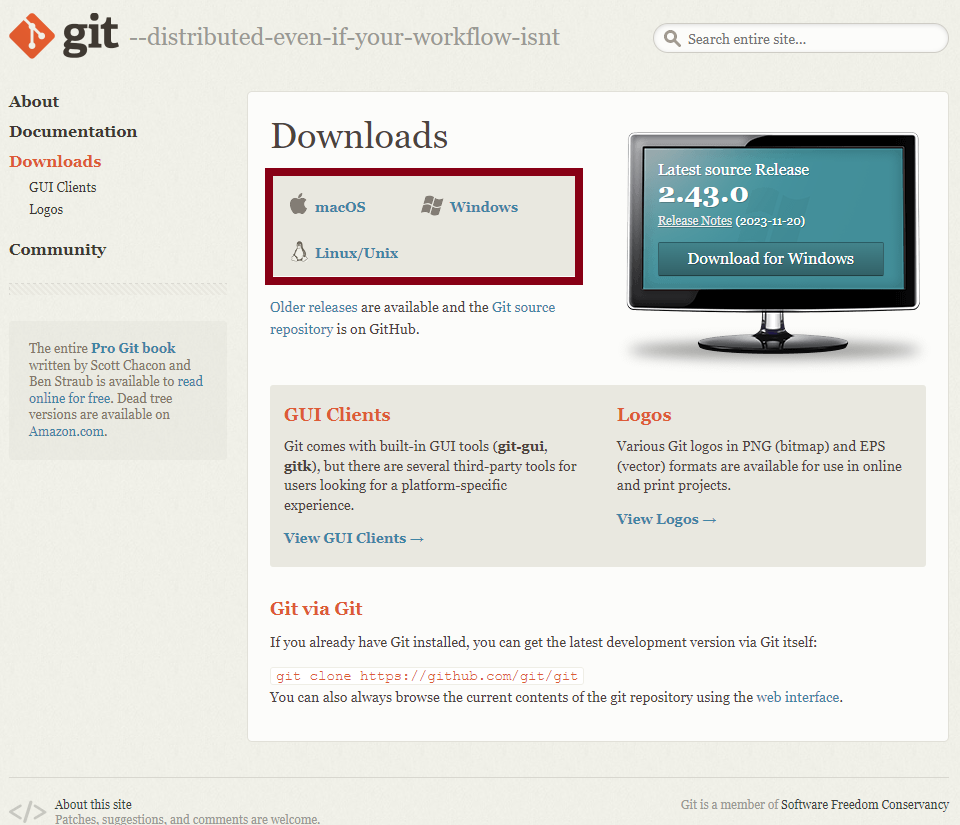 git --distributed-even-if-your-workflow-isnt
Search entire site...
About
Documentation
Downloads
GUI Clients
Logos
Community
The entire Pro Git book
written by Scott Chacon and
Ben Straub is available to read
online for free. Dead tree
versions are available on
Amazon.com.
Downloads
macOS
Windows
Linux/Unix
Older releases are available and the Git source
repository is on GitHub.
Latest source Release
2.43.0
Release Notes (2023-11-20)
Download for Windows
GUI Clients
Git comes with built-in GUI tools (git-gui,
gitk), but there are several third-party tools for
users looking for a platform-specific
experience.
View GUI Clients →
Logos
Various Git logos in PNG (bitmap) and EPS
(vector) formats are available for use in online
and print projects.
View Logos →
Git via Git
If you already have Git installed, you can get the latest development version via Git itself:
git clone https://github.com/git/git
You can also always browse the current contents of the git repository using the web interface.
</> About this site
Patches, suggestions, and comments are welcome.
Git is a member of Software Freedom Conservancy